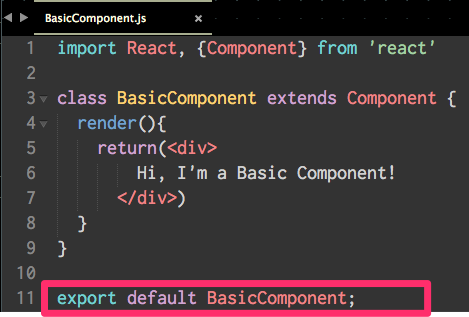 BasicComponent.js ×
1 export React, {Component} from 'react'
2
3 class BasicComponent extends Component {
4 render(){
5 return(<div>
6 Hi, I'm a Basic Component!
7 </div>)
8 }
9 }
10
11 export default BasicComponent;